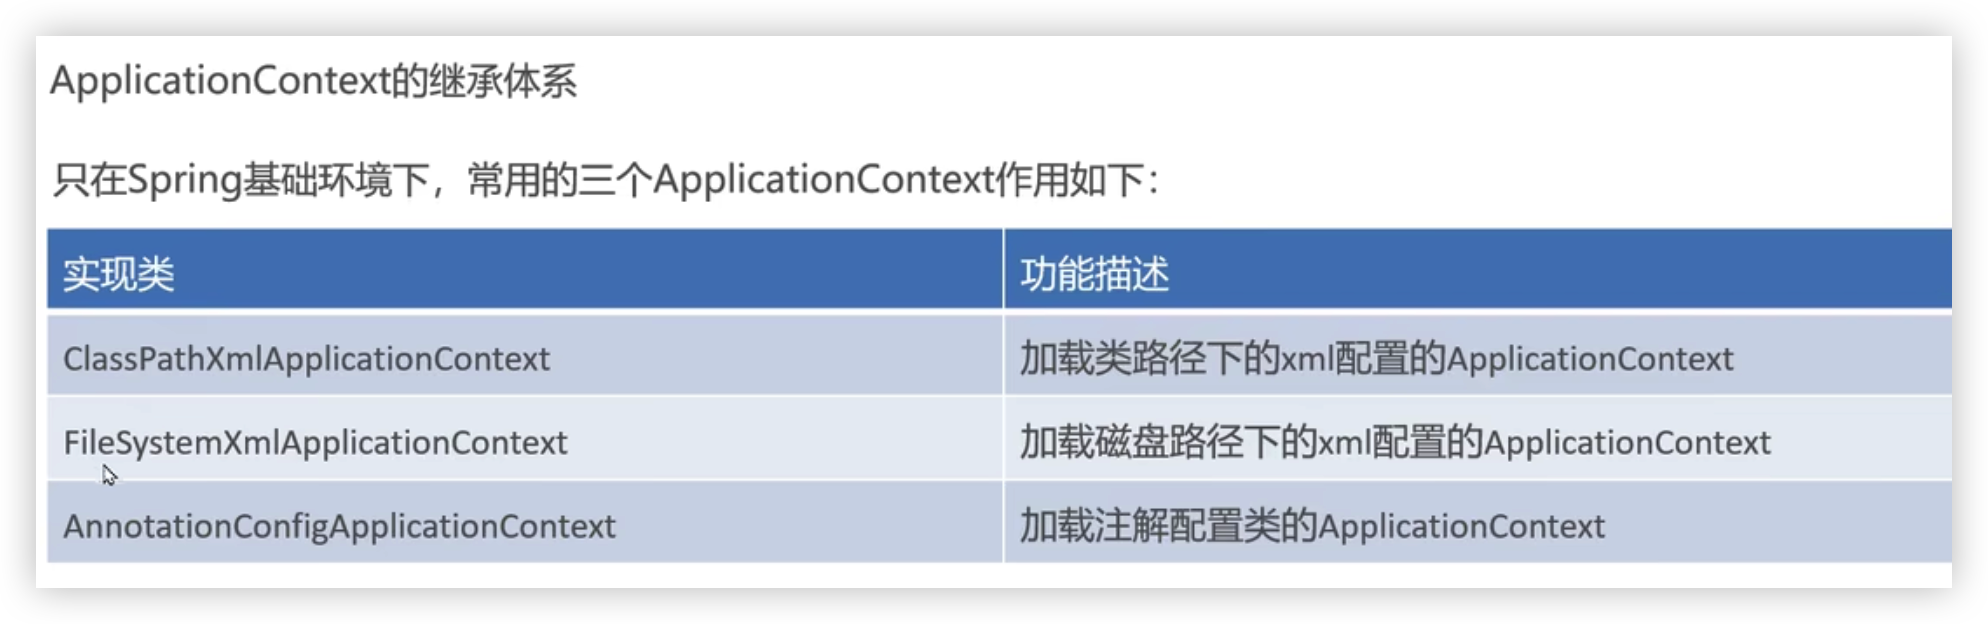 ApplicationContext的继承体系
只在Spring基础环境下，常用的三个ApplicationContext作用如下：
实现类 功能描述
ClassPathXmlApplicationContext 加载类路径下的xml配置的ApplicationContext
FileSystemXmlApplicationContext 加载磁盘路径下的xml配置的ApplicationContext
AnnotationConfigApplicationContext 加载注解配置类的ApplicationContext